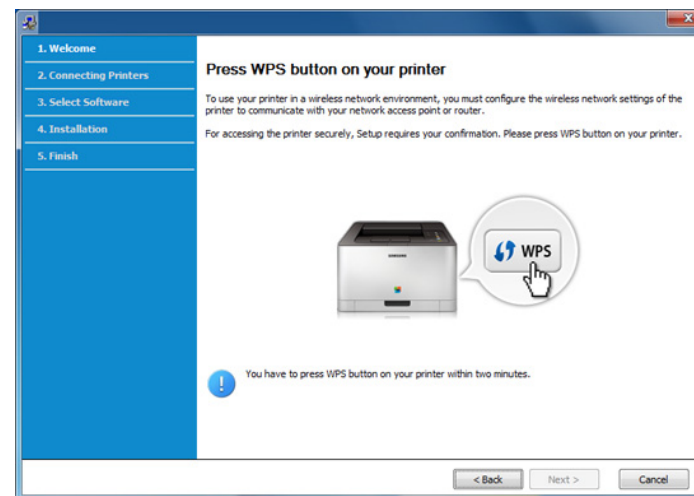 1. Welcome
2. Connecting Printers
3. Select Software
4. Installation
5. Finish
Press WPS button on your printer
To use your printer in a wireless network environment, you must configure the wireless network settings of the
printer to communicate with your network access point or router.
For accessing the printer securely, Setup requires your confirmation. Please press WPS button on your printer.
SAMSUNG
WPS
You have to press WPS button on your printer within two minutes.
< Back
Next >
Cancel